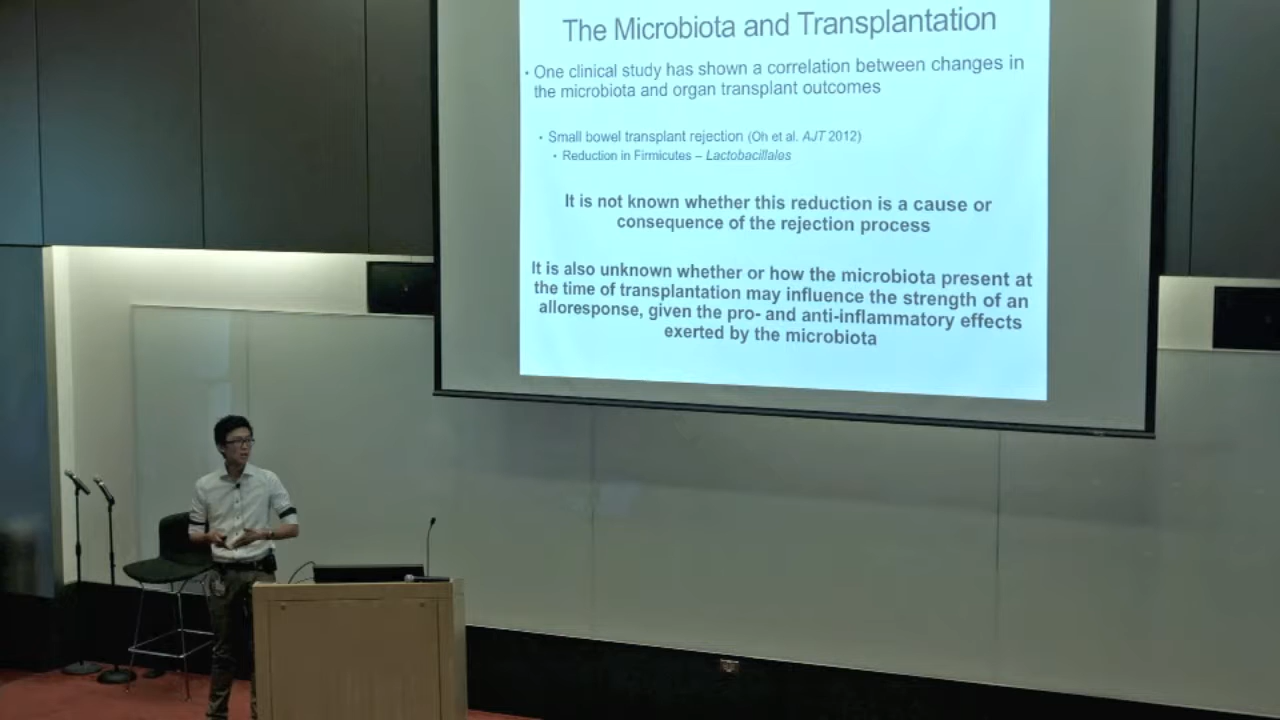 The Microbiota and Transplantation
• One clinical study has shown a correlation between changes in
the microbiota and organ transplant outcomes
• Small bowel transplant rejection (Oh et al. AJT 2012)
• Reduction in Firmicutes – Lactobacillales
It is not known whether this reduction is a cause or
consequence of the rejection process
It is also unknown whether or how the microbiota present at
the time of transplantation may influence the strength of an
alloresponse, given the pro- and anti-inflammatory effects
exerted by the microbiota